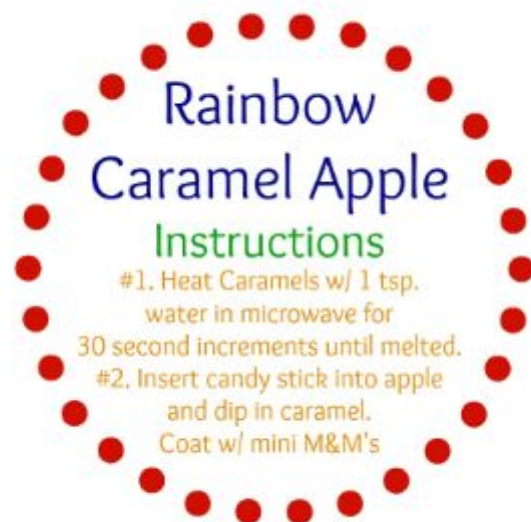 Rainbow
Caramel Apple
Instructions
#1. Heat Caramels w/ 1 tsp.
water in microwave for
30 second increments until melted.
#2. Insert candy stick into apple
and dip in caramel.
Coat w/ mini M&M's